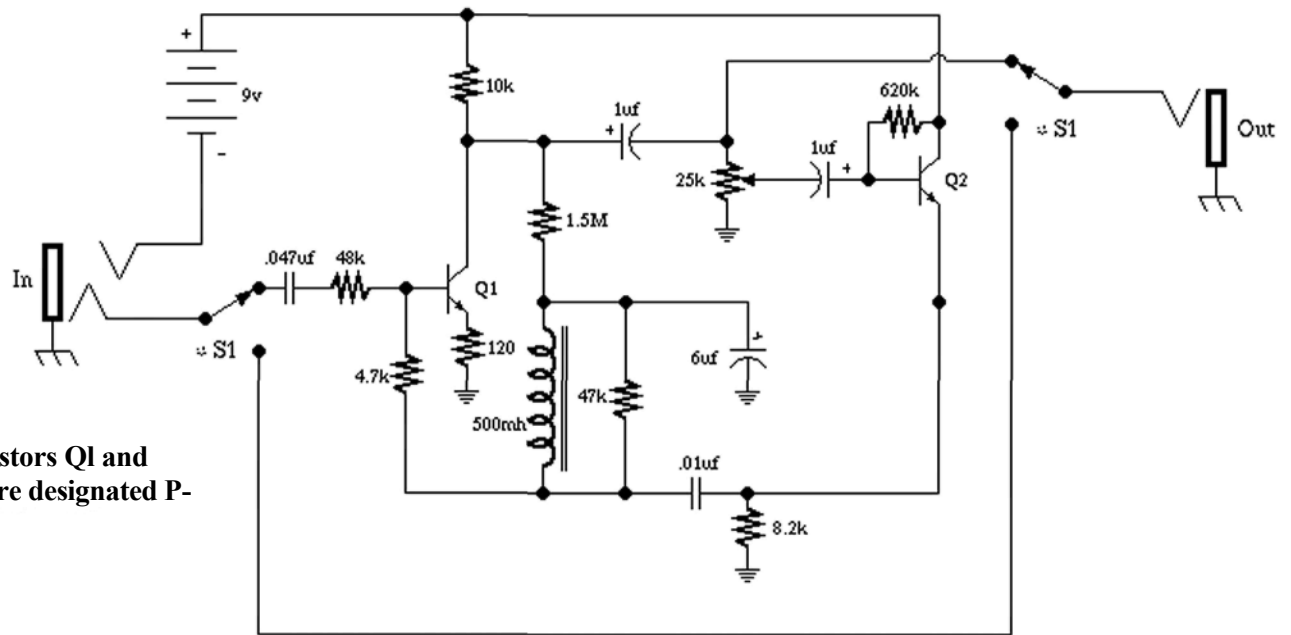 +
9v
-
10k
1uf
+
620k
S1
Out
25k
1uf
+
Q2
1.5M
In
.047uf
48k
Q1
S1
120
4.7k
500mh
47k
6uf
+
.01uf
8.2k
stors Ql and
re designated P-